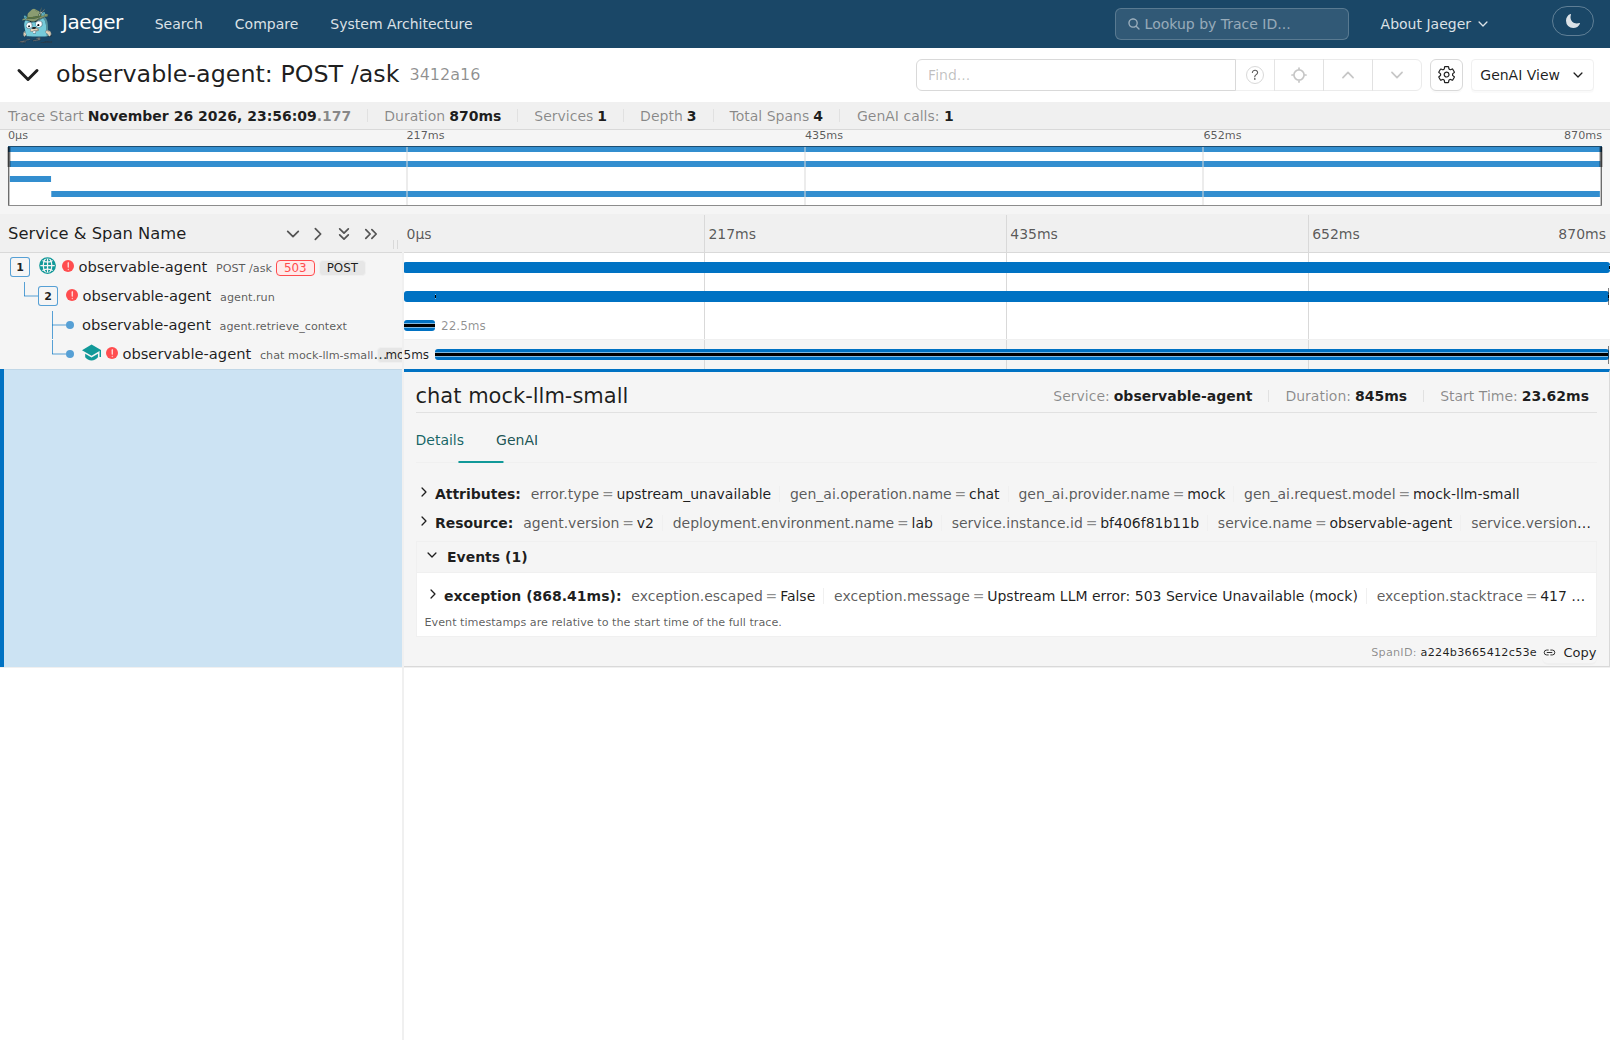 Jaeger Search Compare System Architecture Lookup by Trace ID... About Jaeger
observable-agent: POST /ask 3412a16 Find... ? GenAI View
Trace Start November 26 2026, 23:56:09.177 Duration 870ms Services 1 Depth 3 Total Spans 4 GenAI calls: 1
0µs 217ms 435ms 652ms 870ms
Service & Span Name 0µs 217ms 435ms 652ms 870ms
1 observable-agent POST /ask 503 POST
2 observable-agent agent.run
observable-agent agent.retrieve_context 22.5ms
observable-agent chat mock-llm-small... 5ms
chat mock-llm-small Service: observable-agent Duration: 845ms Start Time: 23.62ms
Details GenAI
Attributes: error.type = upstream_unavailable gen_ai.operation.name = chat gen_ai.provider.name = mock gen_ai.request.model = mock-llm-small
Resource: agent.version = v2 deployment.environment.name = lab service.instance.id = bf406f81b11b service.name = observable-agent service.version...
Events (1)
exception (868.41ms): exception.escaped = False exception.message = Upstream LLM error: 503 Service Unavailable (mock) exception.stacktrace = 417 ...
Event timestamps are relative to the start time of the full trace.
SpanID: a224b3665412c53e Copy